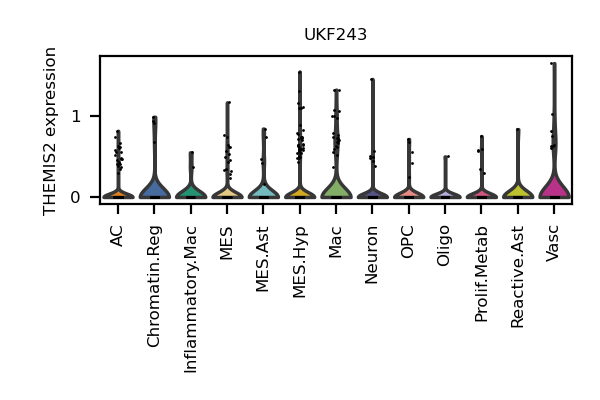 UKF243
THEMIS2 expression
1
0
AC
Chromatin.Reg
Inflammatory.Mac
MES
MES.Ast
MES.Hyp
Mac
Neuron
OPC
Oligo
Prolif.Metab
Reactive.Ast
Vasc